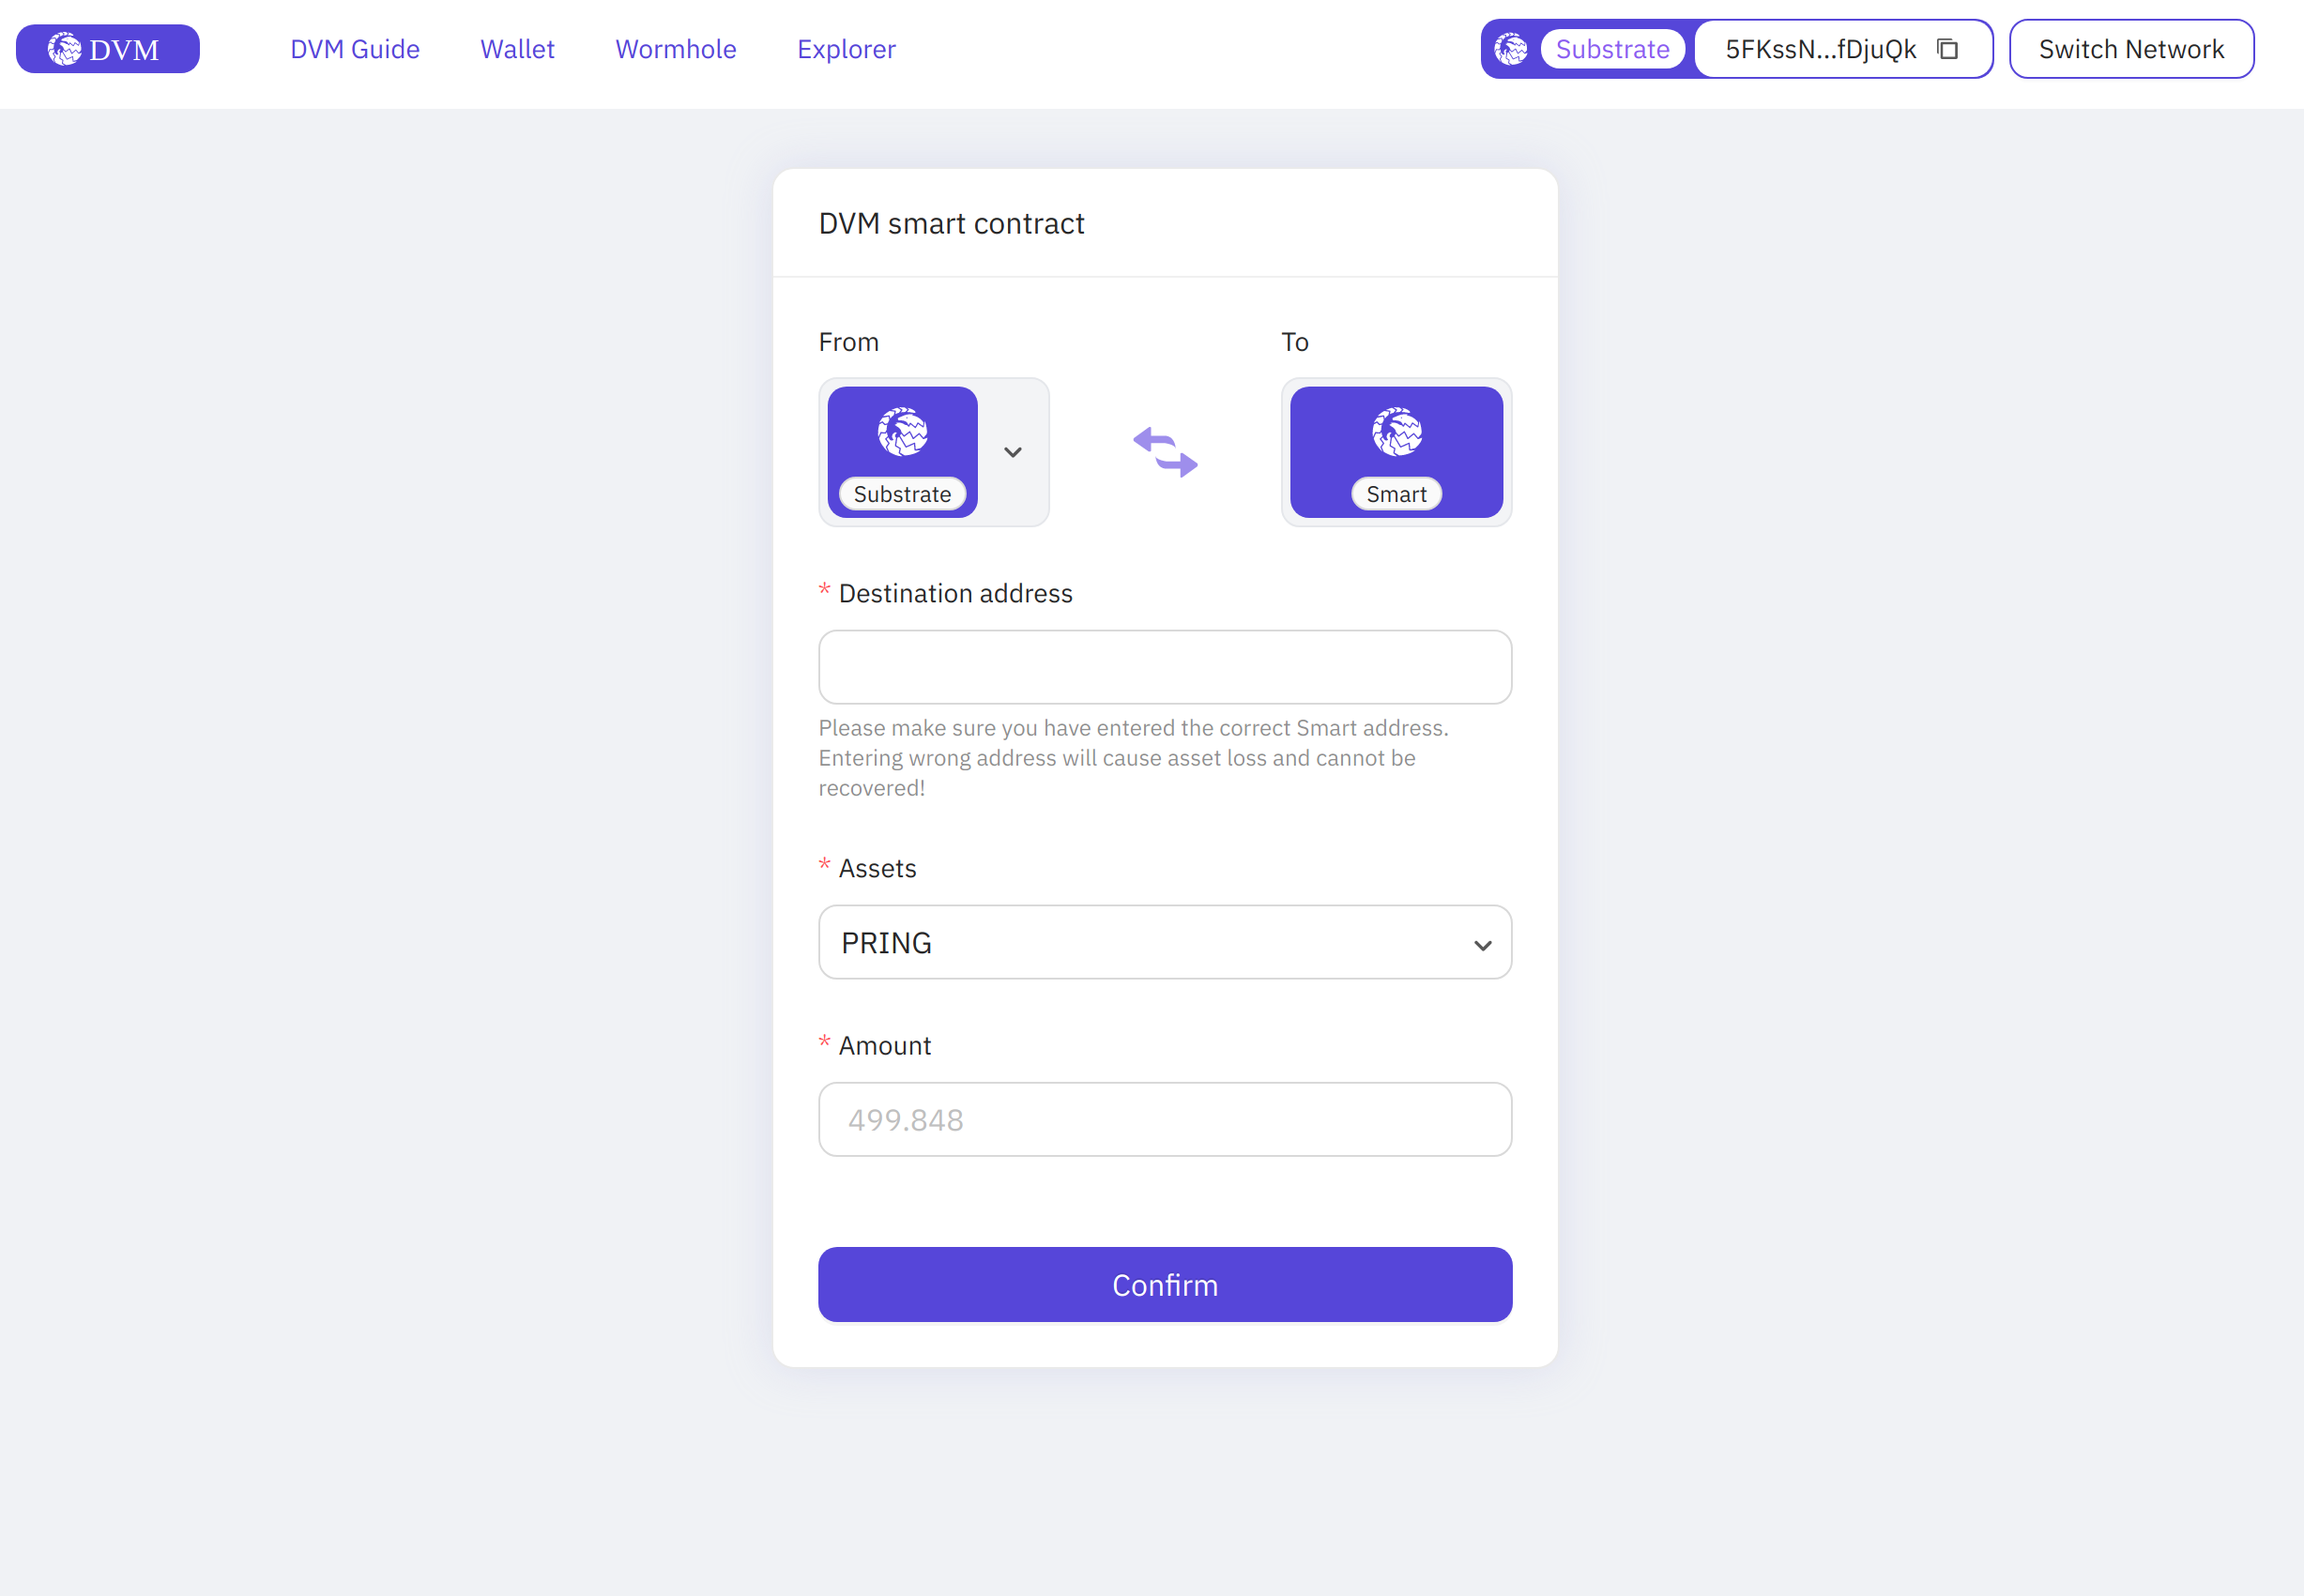 DVM
DVM Guide
Wallet
Wormhole
Explorer
Substrate
5FKssN...fDjuQk
Switch Network
DVM smart contract
From
To
Substrate
Smart
* Destination address
Please make sure you have entered the correct Smart address.
Entering wrong address will cause asset loss and cannot be
recovered!
* Assets
PRING
* Amount
499.848
Confirm